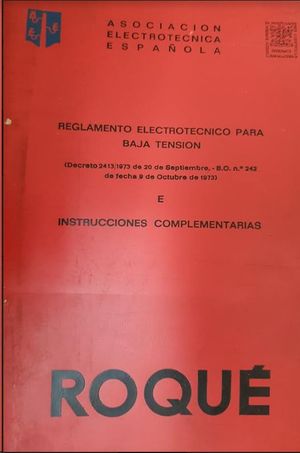 ASOCIACION
ELECTROTECNICA
ESPAÑOLA
REGLAMENTO ELECTROTECNICO PARA
BAJA TENSION
(Decreto 2413/1973 de 20 de Septiembre. - B.O. n.º 242
de fecha 9 de Octubre de 1973)
E
INSTRUCCIONES COMPLEMENTARIAS
ROQUÉ